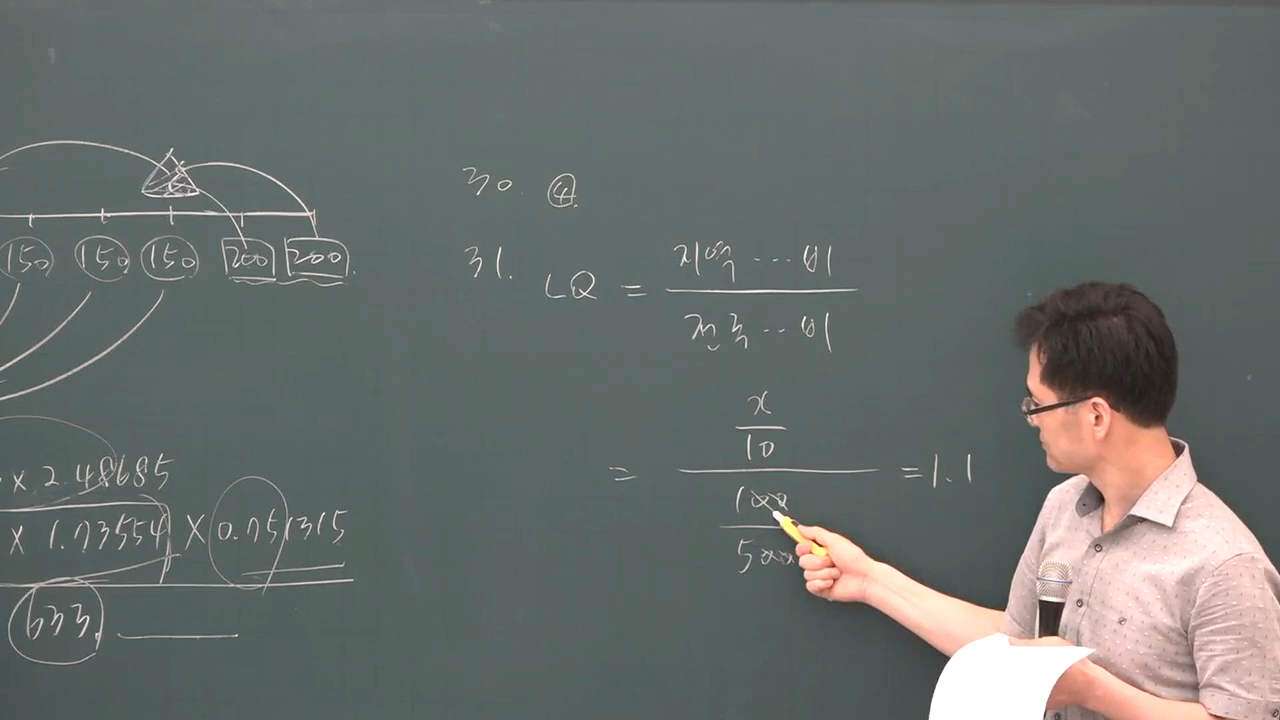 150 150 150 200 200
× 2.48685
× 1.73554 × 0.751315
633.
30. ④
31. LQ = 지역 ... 비
전국 ... 비
= x
10
100
500
= 1.1